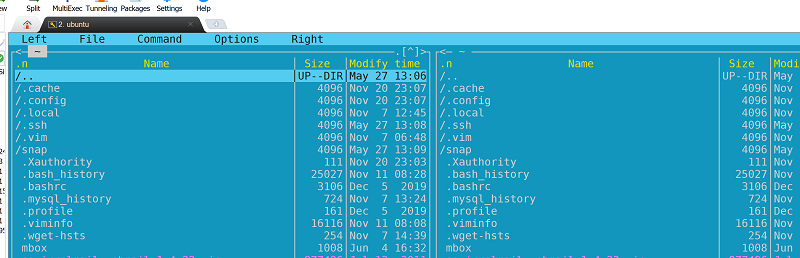 Split MultiExec Tunneling Packages Settings Help
2. ubuntu
Left File Command Options Right
<─ ~ .[^]> <─ ~
.n Name Size Modify time .n Name Size
/.. UP--DIR May 27 13:06 /.. UP--DIR May
/.cache 4096 Nov 20 23:07 /.cache 4096 Nov
/.config 4096 Nov 20 23:07 /.config 4096 Nov
/.local 4096 Nov 7 12:45 /.local 4096 Nov
/.ssh 4096 May 27 13:08 /.ssh 4096 May
/.vim 4096 Nov 7 06:48 /.vim 4096 Nov
/snap 4096 May 27 13:09 /snap 4096 May
.Xauthority 111 Nov 20 23:03 .Xauthority 111 Nov
.bash_history 25027 Nov 11 08:28 .bash_history 25027 Nov
.bashrc 3106 Dec 5 2019 .bashrc 3106 Dec
.mysql_history 724 Nov 7 13:24 .mysql_history 724 Nov
.profile 161 Dec 5 2019 .profile 161 Dec
.viminfo 16116 Nov 11 08:08 .viminfo 16116 Nov
.wget-hsts 254 Nov 7 14:39 .wget-hsts 254 Nov
mbox 1008 Jun 4 16:32 mbox 1008 Jun